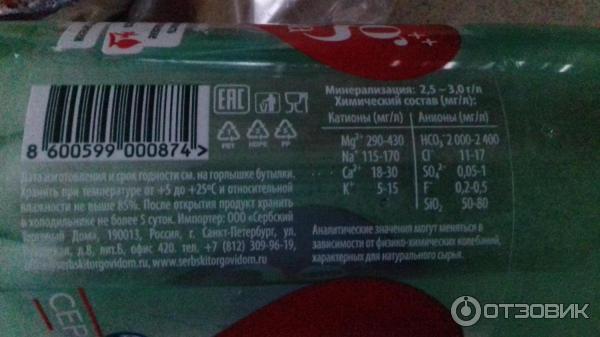 Минерализация: 2,5 – 3,0 г/л
Химический состав (мг/л):
Катионы (мг/л) Анионы (мг/л)
Mg²⁺ 290-430 HCO₃⁻ 2 000-2 400
Na⁺ 115-170 Cl⁻ 11-17
Ca²⁺ 18-30 SO₄²⁻ 0,05-1
K⁺ 5-15 F⁻ 0,2-0,5
SiO₂ 50-80
Аналитические значения могут меняться в
зависимости от физико-химических колебаний,
характерных для натурального сырья.
EAC
PET HDPE PP
8 600599 000874 >
Дата изготовления и срок годности см. на горлышке бутылки.
Хранить при температуре от +5 до +25°С и относительной
влажности не выше 85%. После открытия продукт хранить
в холодильнике не более 5 суток. Импортер: ООО «Сербский
Торговый Дом», 193013, Россия, г. Санкт-Петербург, ул.
д.8, лит.Б, офис 420. тел. +7 (812) 309-96-19,
www.serbskitorgovidom.ru
СЕР
ОТЗОВИК